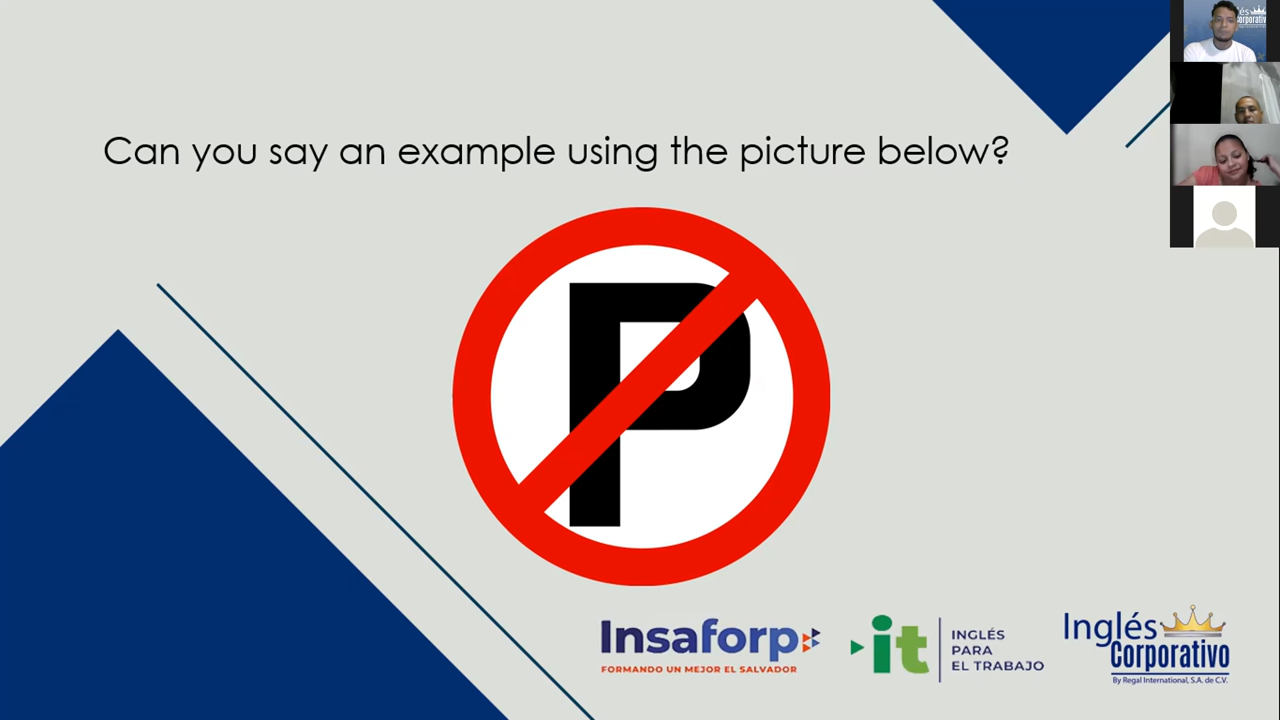 Can you say an example using the picture below?
P
Insaforp
FORMANDO UN MEJOR EL SALVADOR
it
INGLÉS
PARA
EL TRABAJO
Inglés
Corporativo
By Regal International, S.A. de C.V.